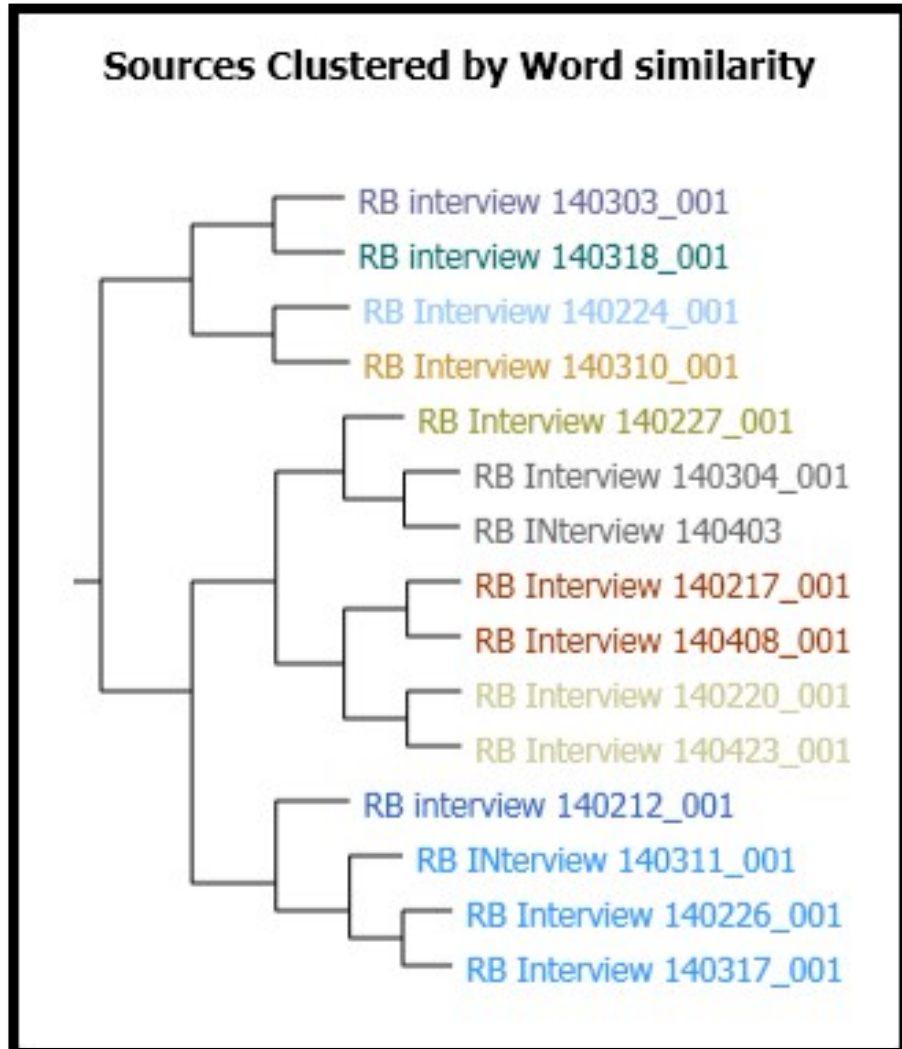 Sources Clustered by Word similarity
RB interview 140303_001
RB interview 140318_001
RB Interview 140224_001
RB Interview 140310_001
RB Interview 140227_001
RB Interview 140304_001
RB INterview 140403
RB Interview 140217_001
RB Interview 140408_001
RB Interview 140220_001
RB Interview 140423_001
RB interview 140212_001
RB INterview 140311_001
RB Interview 140226_001
RB Interview 140317_001